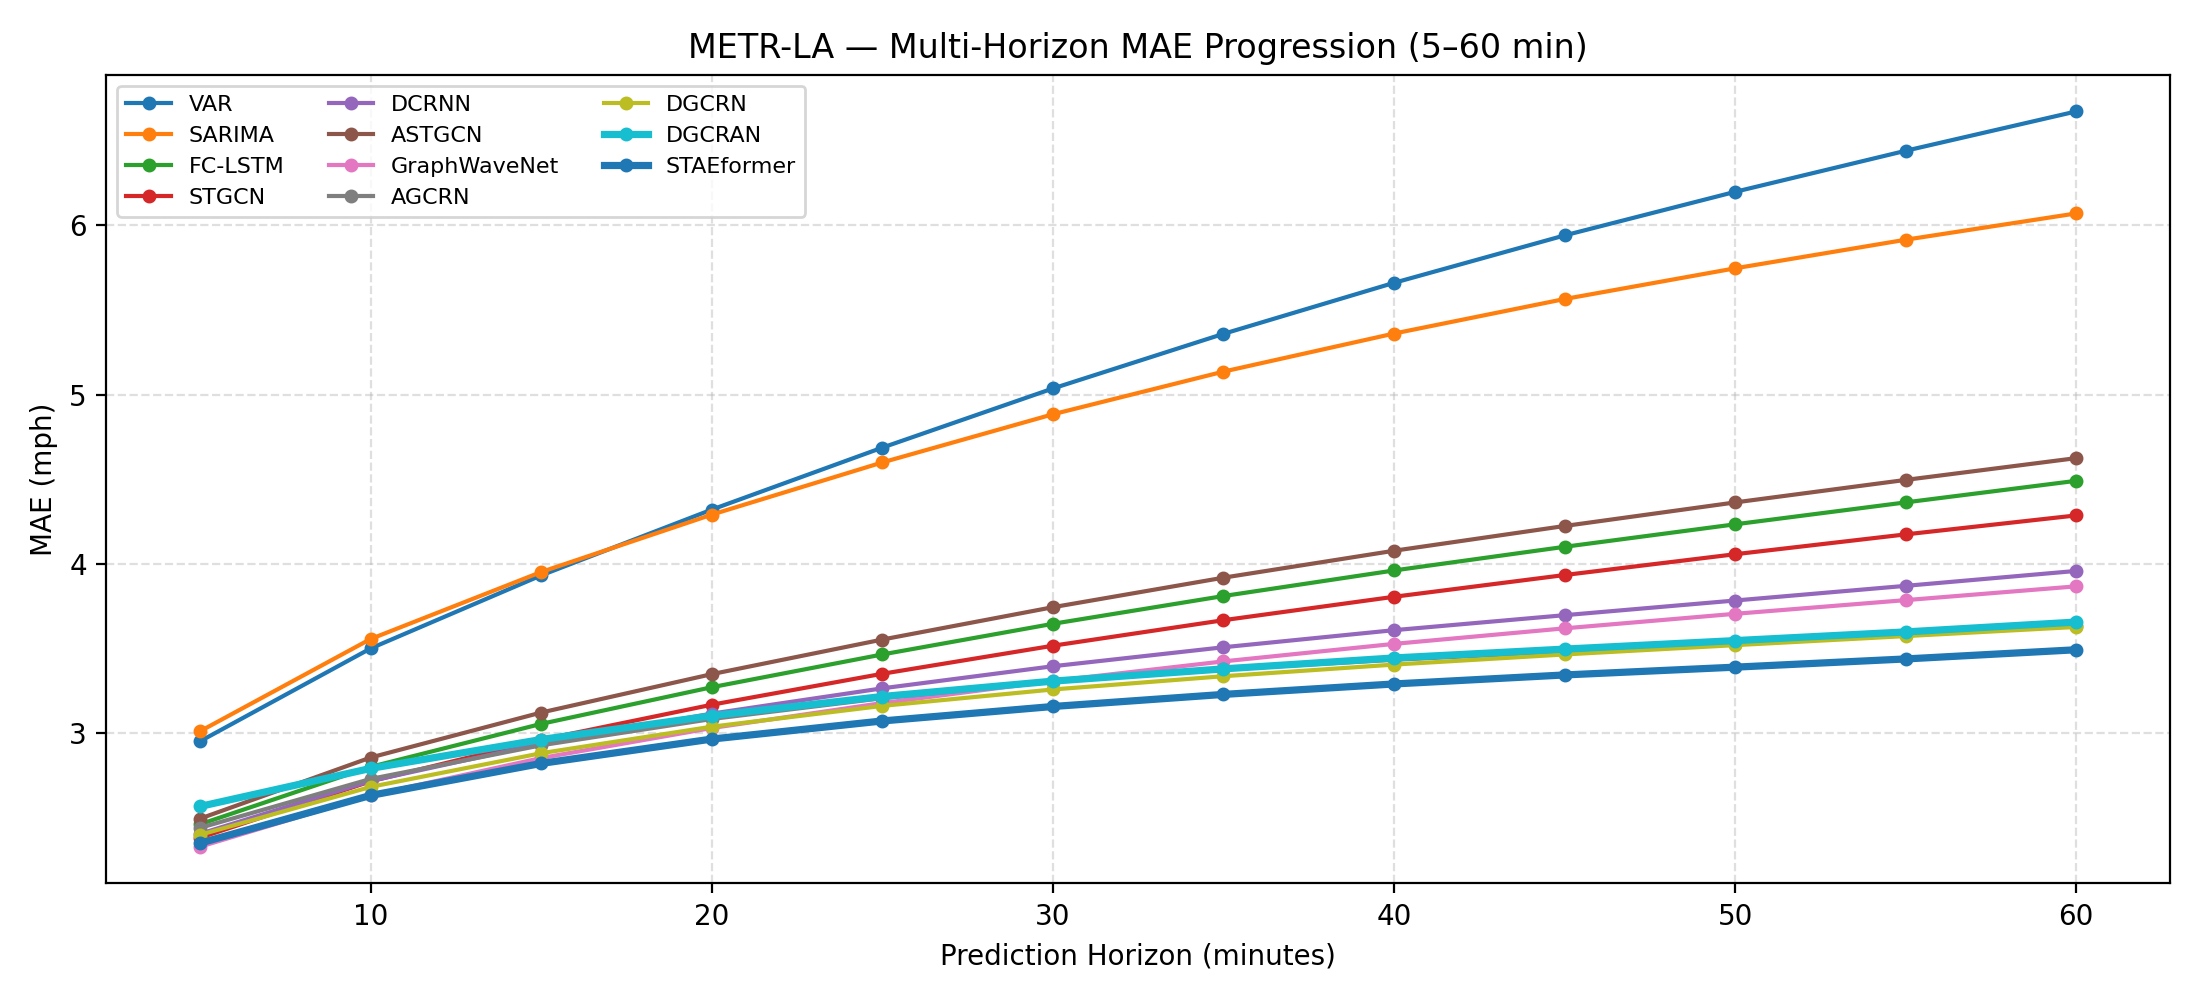 METR-LA — Multi-Horizon MAE Progression (5–60 min)
VAR
SARIMA
FC-LSTM
STGCN
DCRNN
ASTGCN
GraphWaveNet
AGCRN
DGCRN
DGCRAN
STAEformer
MAE (mph)
6
5
4
3
10 20 30 40 50 60
Prediction Horizon (minutes)